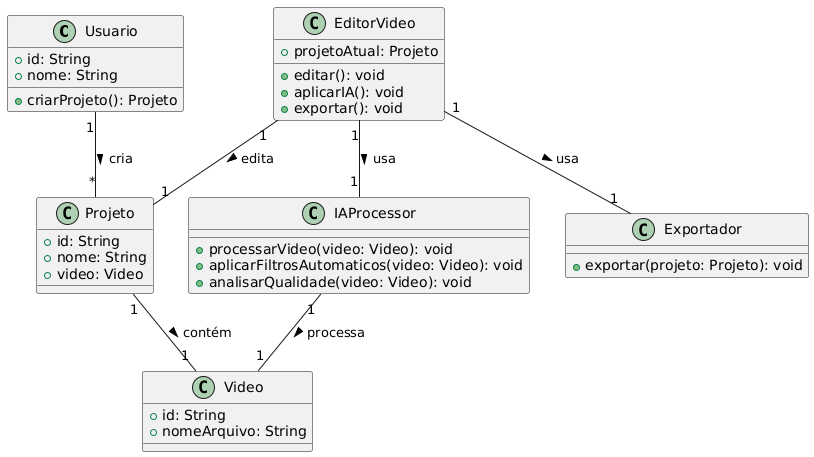 C Usuario
id: String
nome: String
criarProjeto(): Projeto
C EditorVideo
projetoAtual: Projeto
editar(): void
aplicarIA(): void
exportar(): void
1
cria
*
1
edita
1
1
usa
1
1
usa
1
C Projeto
id: String
nome: String
video: Video
C IAProcessor
processarVideo(video: Video): void
aplicarFiltrosAutomaticos(video: Video): void
analisarQualidade(video: Video): void
C Exportador
exportar(projeto: Projeto): void
1
contém
1
1
processa
1
C Video
id: String
nomeArquivo: String